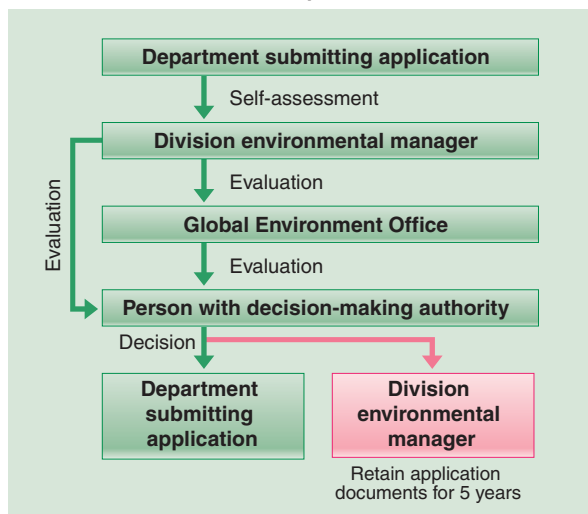 Department submitting application
Self-assessment
Division environmental manager
Evaluation
Evaluation
Global Environment Office
Evaluation
Person with decision-making authority
Decision
Department
submitting
application
Division
environmental
manager
Retain application
documents for 5 years